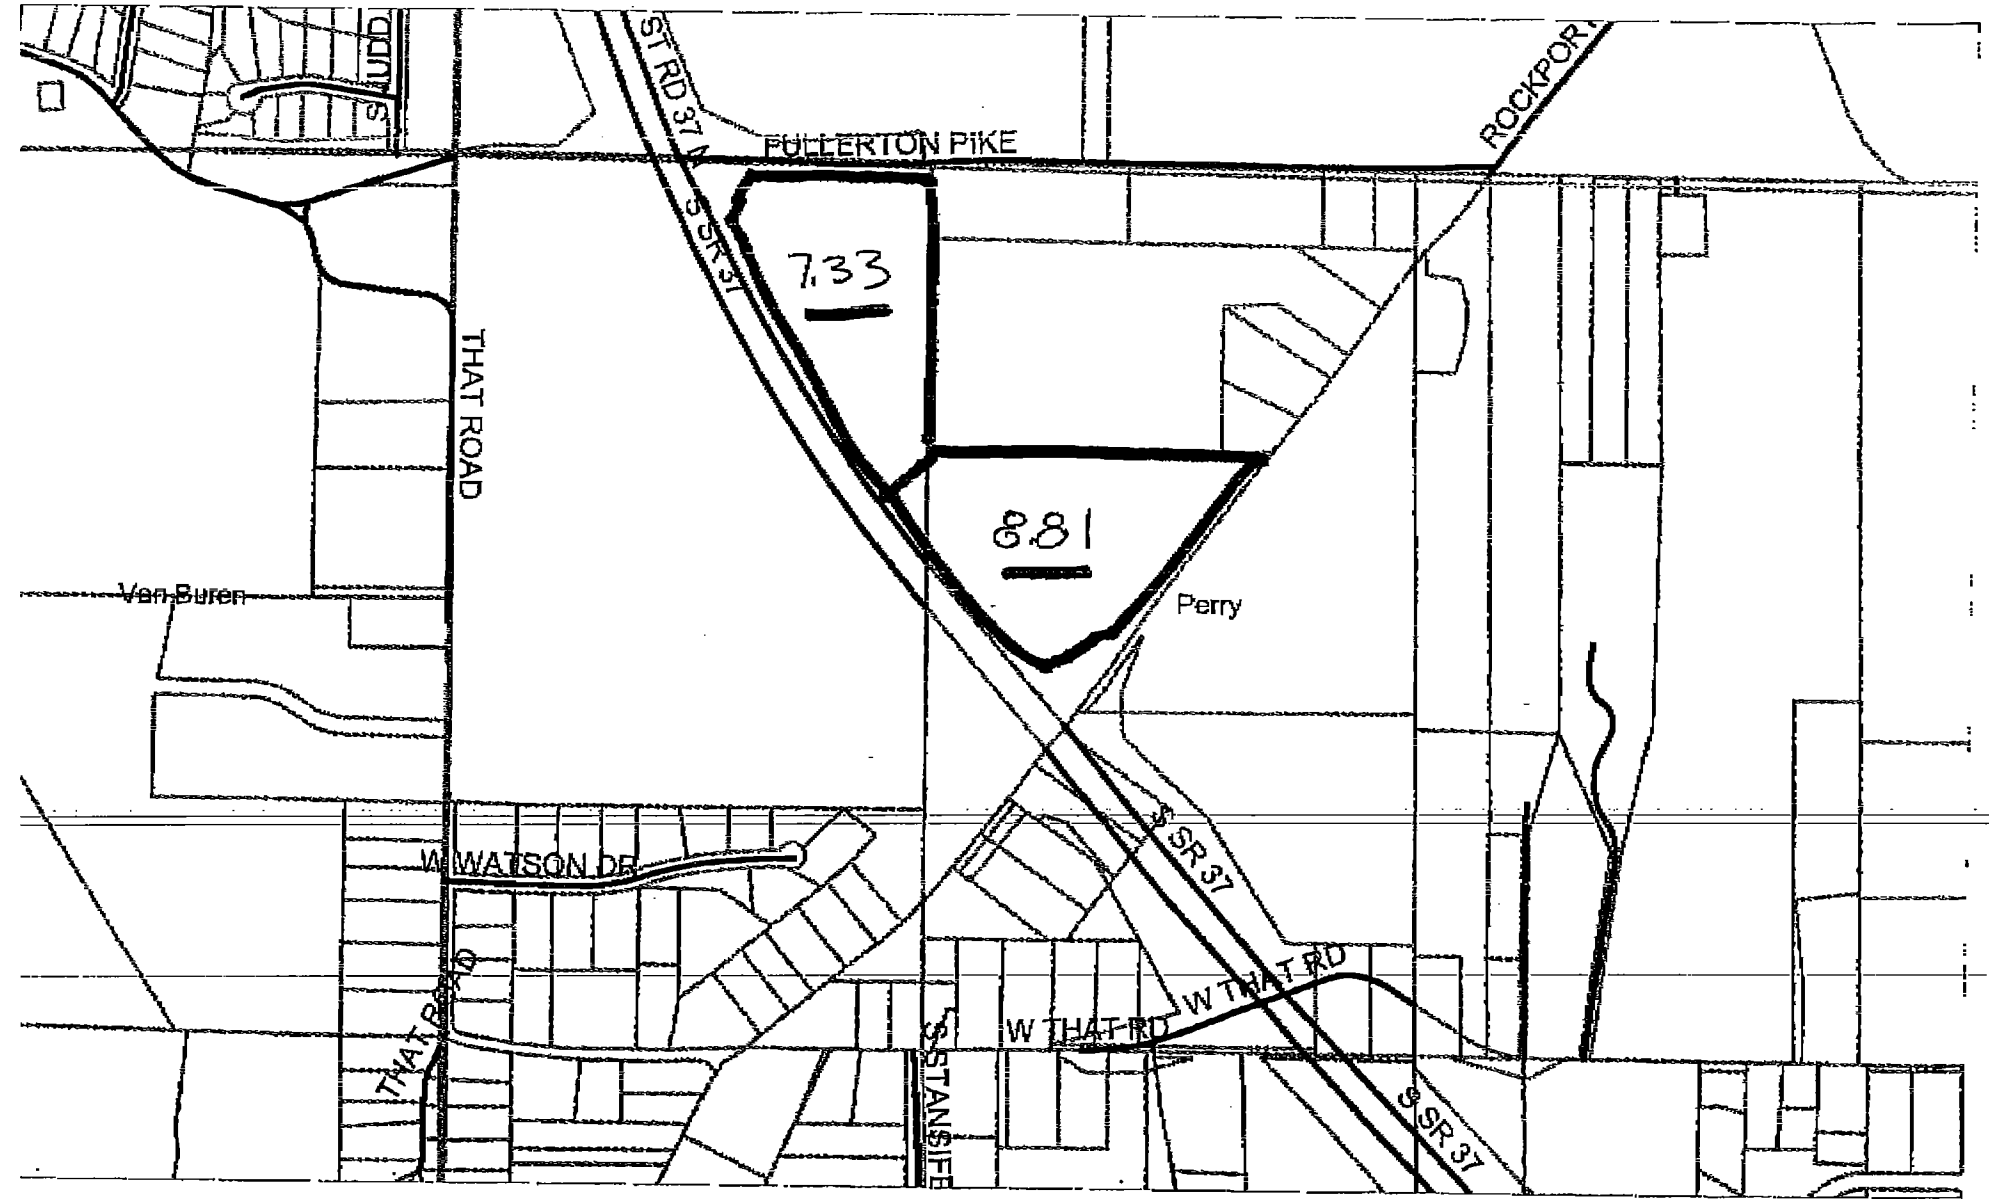 S JUDD
ST RD 37 N
FULLERTON PIKE
ROCKPORT
S SR 37
7.33
THAT ROAD
8.81
Van Buren
Perry
S SR 37
W WATSON DR
THAT ROAD
W THAT RD
W THAT RD
S STANSIFE
S SR 37